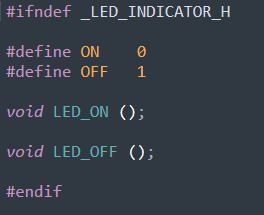 #ifndef _LED_INDICATOR_H
#define ON 0
#define OFF 1
void LED_ON ();
void LED_OFF ();
#endif